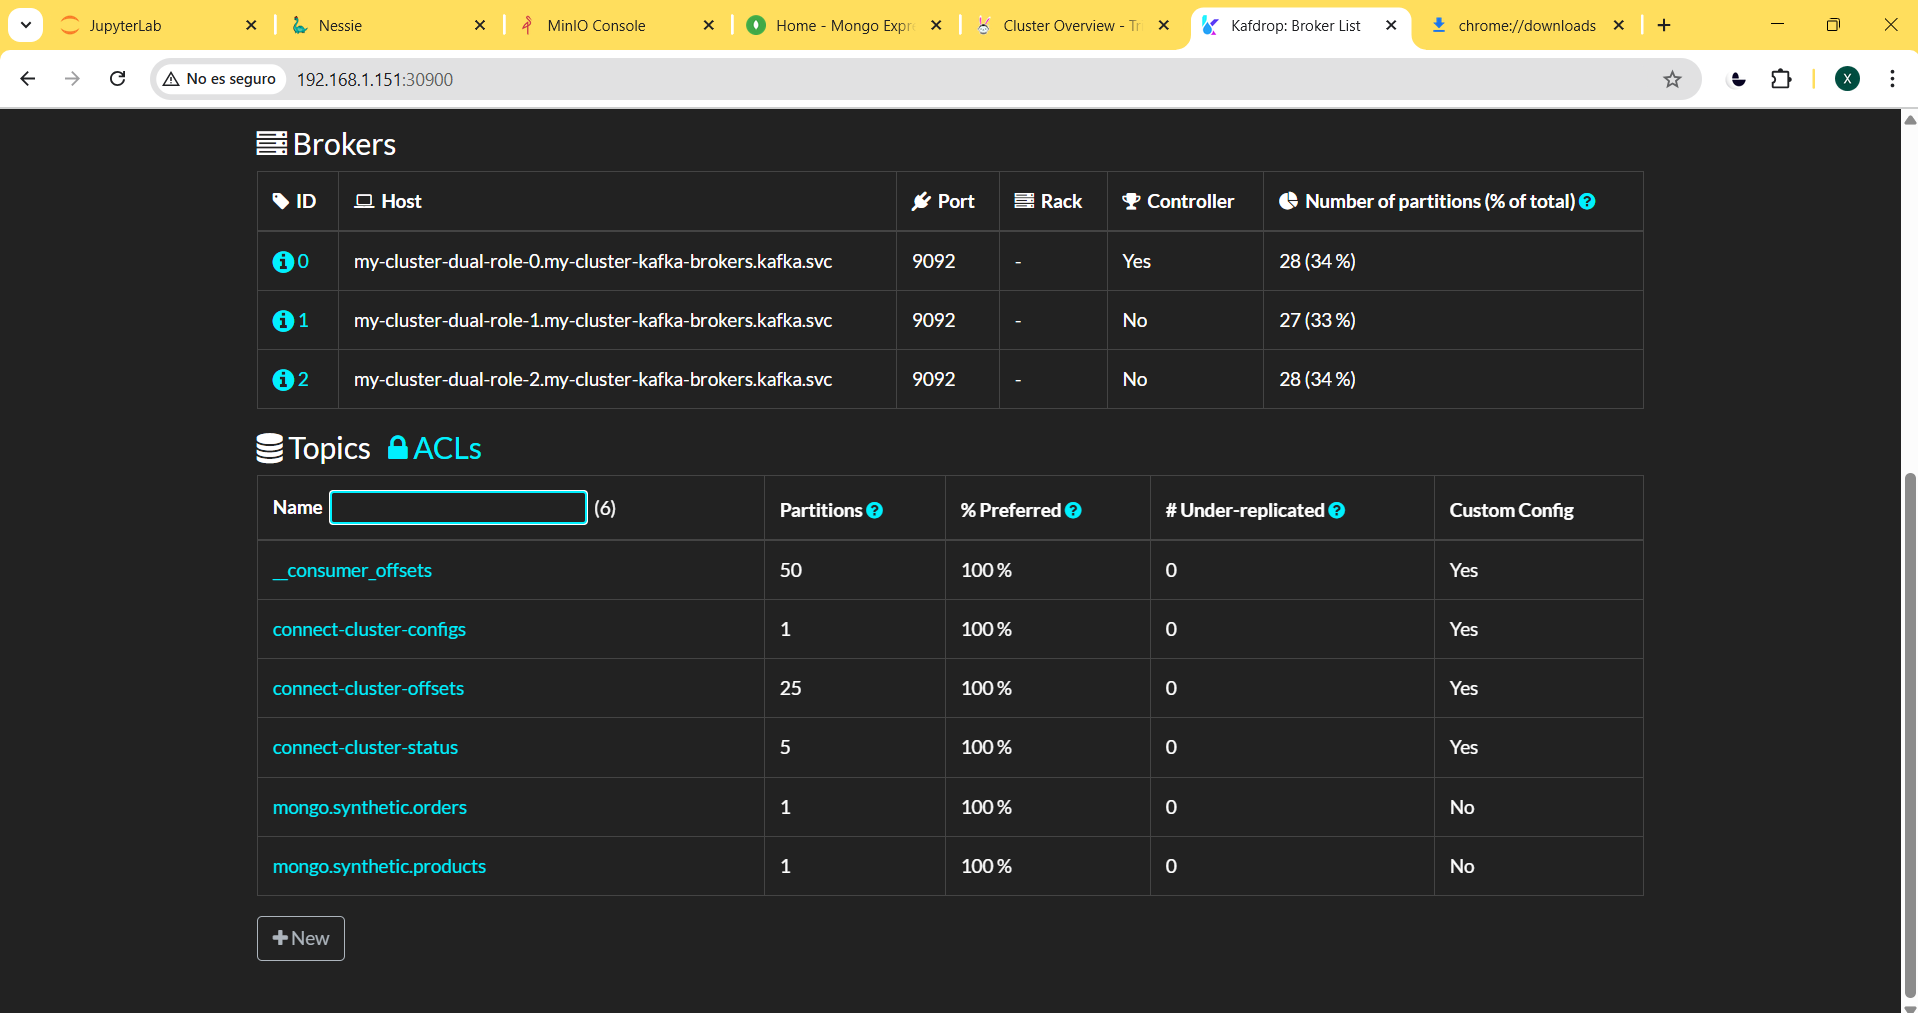 JupyterLab
Nessie
MinIO Console
Home - Mongo Expr
Cluster Overview - Tr
Kafdrop: Broker List
chrome://downloads
No es seguro
192.168.1.151:30900
X
Brokers
ID Host Port Rack Controller Number of partitions (% of total)
0 my-cluster-dual-role-0.my-cluster-kafka-brokers.kafka.svc 9092 - Yes 28 (34 %)
1 my-cluster-dual-role-1.my-cluster-kafka-brokers.kafka.svc 9092 - No 27 (33 %)
2 my-cluster-dual-role-2.my-cluster-kafka-brokers.kafka.svc 9092 - No 28 (34 %)
Topics ACLs
Name (6) Partitions % Preferred # Under-replicated Custom Config
__consumer_offsets 50 100 % 0 Yes
connect-cluster-configs 1 100 % 0 Yes
connect-cluster-offsets 25 100 % 0 Yes
connect-cluster-status 5 100 % 0 Yes
mongo.synthetic.orders 1 100 % 0 No
mongo.synthetic.products 1 100 % 0 No
New